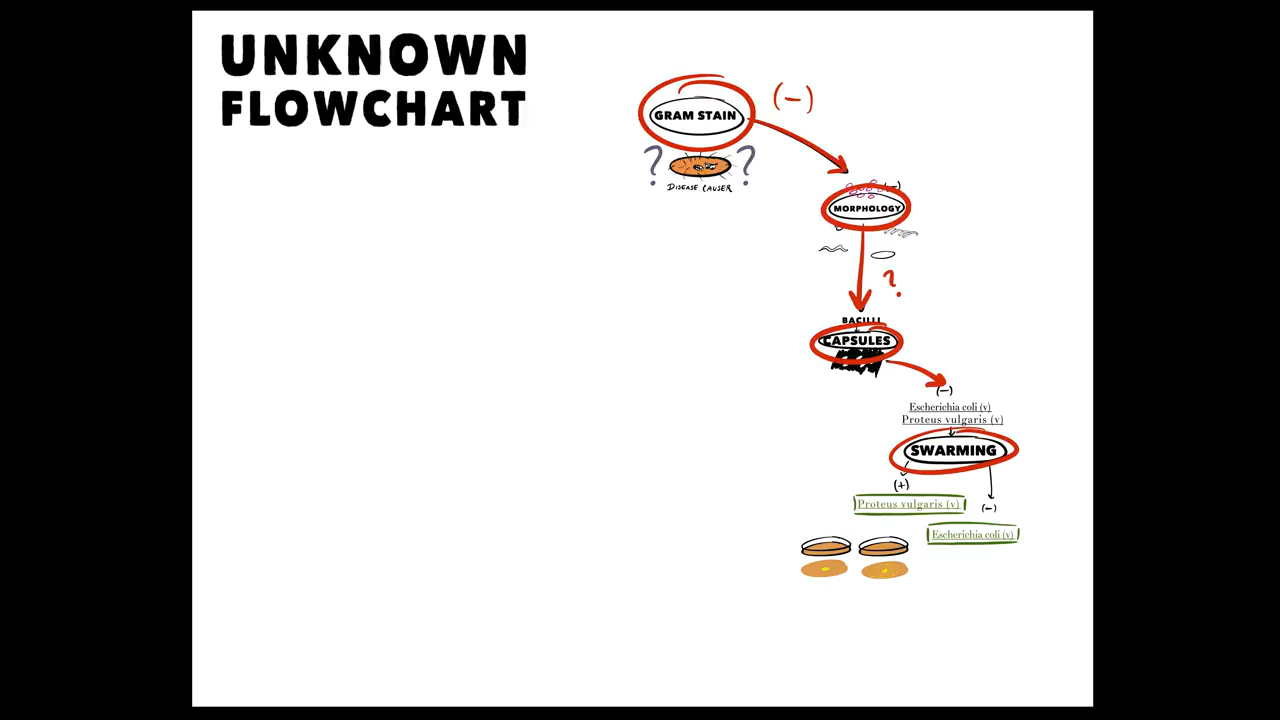 UNKNOWN
FLOWCHART
GRAM STAIN
(-)
? ?
DISEASE CAUSER
(-)
MORPHOLOGY
?
BACILLI
CAPSULES
(-)
Escherichia coli (v)
Proteus vulgaris (v)
SWARMING
(+)
Proteus vulgaris (v)
(-)
Escherichia coli (v)